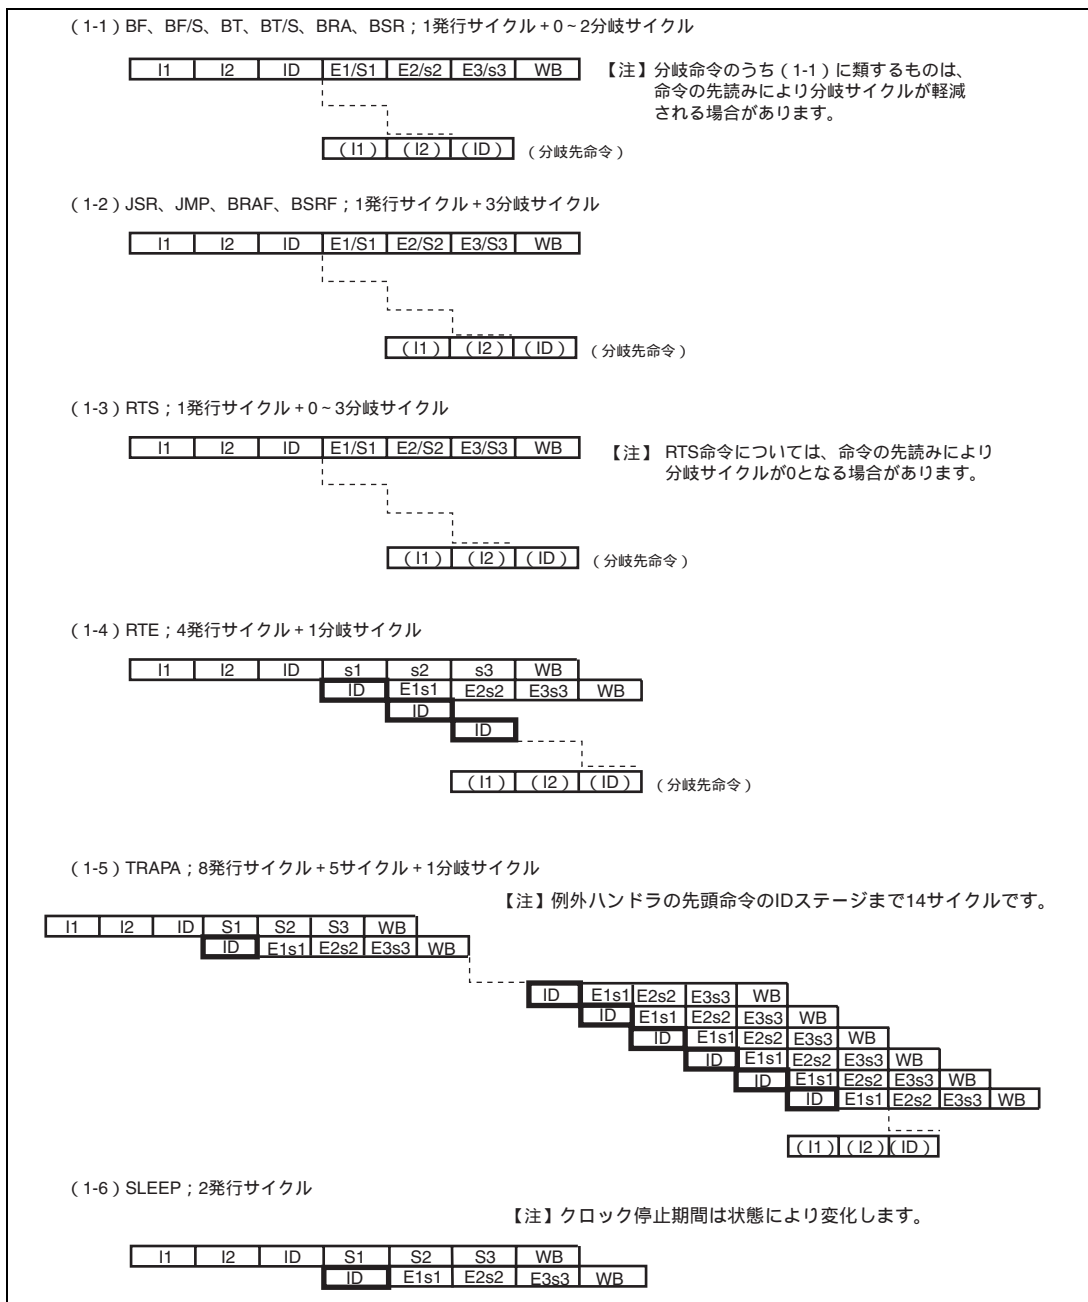 （1-1）BF、BF/S、BT、BT/S、BRA、BSR；1発行サイクル+0~2分岐サイクル
I1 I2 ID E1/S1 E2/s2 E3/s3 WB
【注】分岐命令のうち（1-1）に類するものは、
命令の先読みにより分岐サイクルが軽減
される場合があります。
（I1） （I2） （ID） （分岐先命令）
（1-2）JSR、JMP、BRAF、BSRF；1発行サイクル+3分岐サイクル
I1 I2 ID E1/S1 E2/S2 E3/S3 WB
（I1） （I2） （ID） （分岐先命令）
（1-3）RTS；1発行サイクル+0~3分岐サイクル
I1 I2 ID E1/S1 E2/S2 E3/S3 WB
【注】 RTS命令については、命令の先読みにより
分岐サイクルが0となる場合があります。
（I1） （I2） （ID） （分岐先命令）
（1-4）RTE；4発行サイクル+1分岐サイクル
I1 I2 ID s1 s2 s3 WB
ID E1s1 E2s2 E3s3 WB
ID
ID
（I1） （I2） （ID） （分岐先命令）
（1-5）TRAPA；8発行サイクル+5サイクル+1分岐サイクル
【注】例外ハンドラの先頭命令のIDステージまで14サイクルです。
I1 I2 ID S1 S2 S3 WB
ID E1s1 E2s2 E3s3 WB
ID E1s1 E2s2 E3s3 WB
ID E1s1 E2s2 E3s3 WB
ID E1s1 E2s2 E3s3 WB
ID E1s1 E2s2 E3s3 WB
ID E1s1 E2s2 E3s3 WB
ID E1s1 E2s2 E3s3 WB
（I1） （I2） （ID）
（1-6）SLEEP；2発行サイクル
【注】クロック停止期間は状態により変化します。
I1 I2 ID S1 S2 S3 WB
ID E1s1 E2s2 E3s3 WB